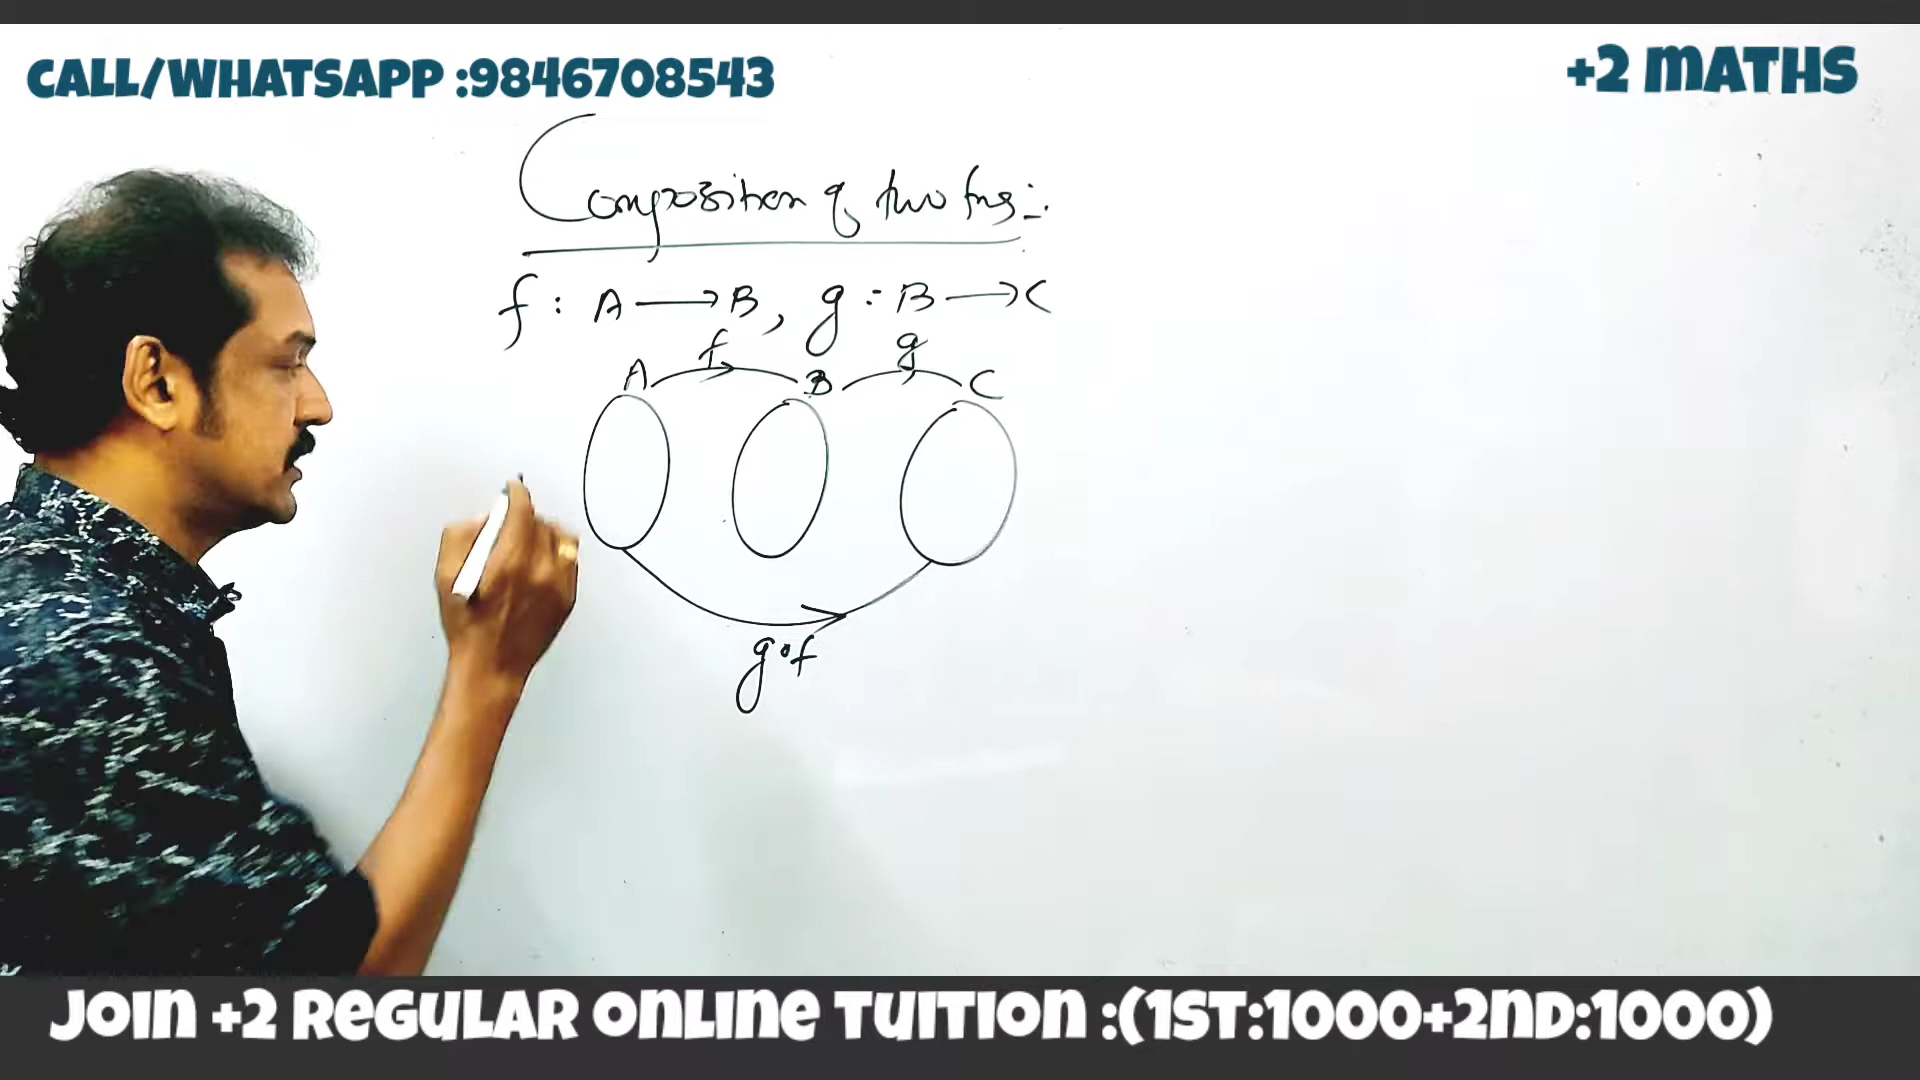 CALL/WHATSAPP :9846708543
+2 MATHS
Composition of two fns:-
f : A → B, g : B → C
f g
A B C
gof
JOIN +2 REGULAR ONLINE TUITION :(1ST:1000+2ND:1000)